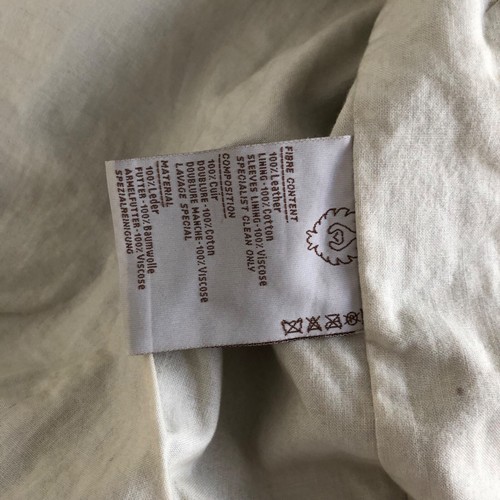 FIBRE CONTENT
100%Leather
LINING-100%Cotton
SLEEVES LINING-100%Viscose
SPECIALIST CLEAN ONLY
COMPOSITION
100%Cuir
DOUBLURE-100%Coton
DOUBLURE MANCHE-100%Viscose
LAVAGE SPECIAL
MATERIAL
100%Leder
FUTTER-100%Baumwolle
ARMELFUTTER-100%Viscose
SPEZIALREINIGUNG